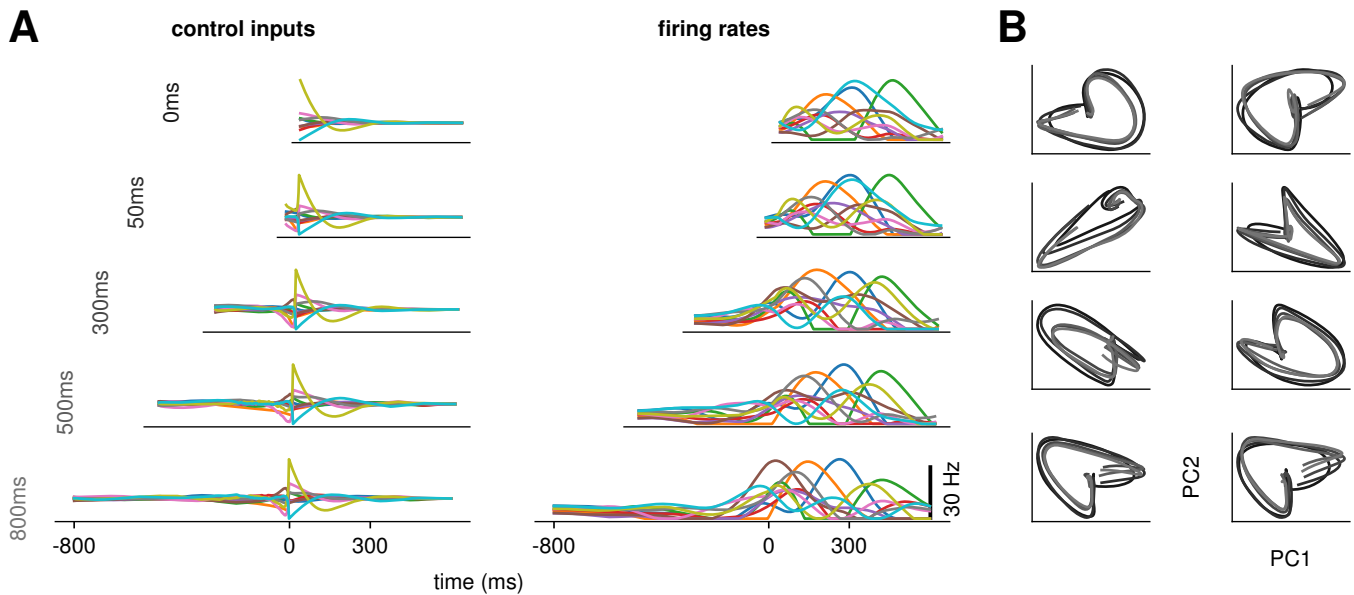 A
control inputs
firing rates
B
0ms
50ms
300ms
500ms
800ms
30 Hz
-800
0
300
-800
0
300
time (ms)
PC2
PC1